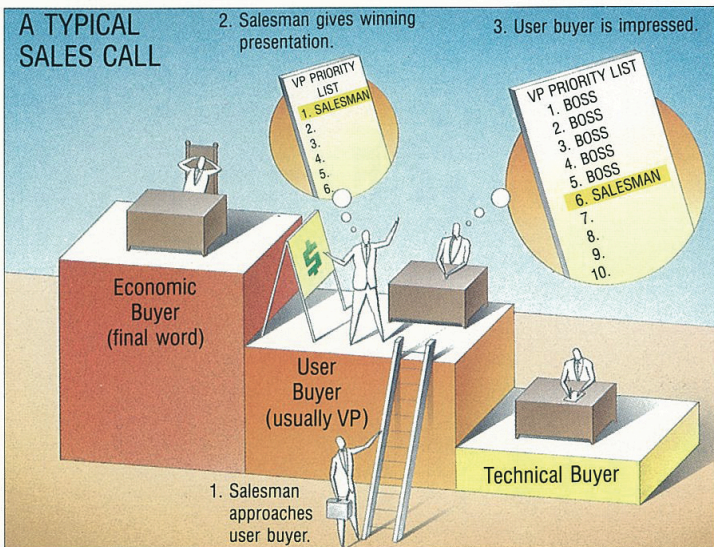 A TYPICAL
SALES CALL
2. Salesman gives winning
presentation.
3. User buyer is impressed.
VP PRIORITY
LIST
1. SALESMAN
2.
3.
4.
5.
6.
VP PRIORITY LIST
1. BOSS
2. BOSS
3. BOSS
4. BOSS
5. BOSS
6. SALESMAN
7.
8.
9.
10.
$
Economic
Buyer
(final word)
User
Buyer
(usually VP)
Technical Buyer
1. Salesman
approaches
user buyer.